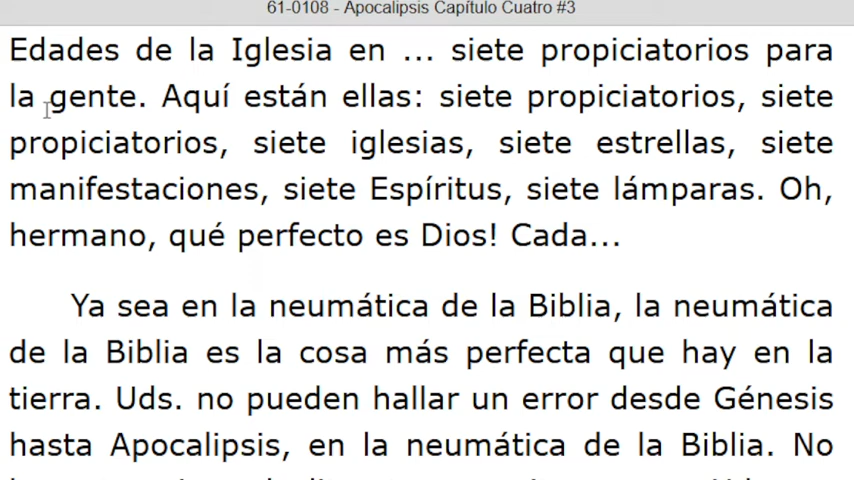 61-0108 - Apocalipsis Capítulo Cuatro #3
Edades de la Iglesia en ... siete propiciatorios para
la gente. Aquí están ellas: siete propiciatorios, siete
propiciatorios, siete iglesias, siete estrellas, siete
manifestaciones, siete Espíritus, siete lámparas. Oh,
hermano, qué perfecto es Dios! Cada...
Ya sea en la neumática de la Biblia, la neumática
de la Biblia es la cosa más perfecta que hay en la
tierra. Uds. no pueden hallar un error desde Génesis
hasta Apocalipsis, en la neumática de la Biblia. No